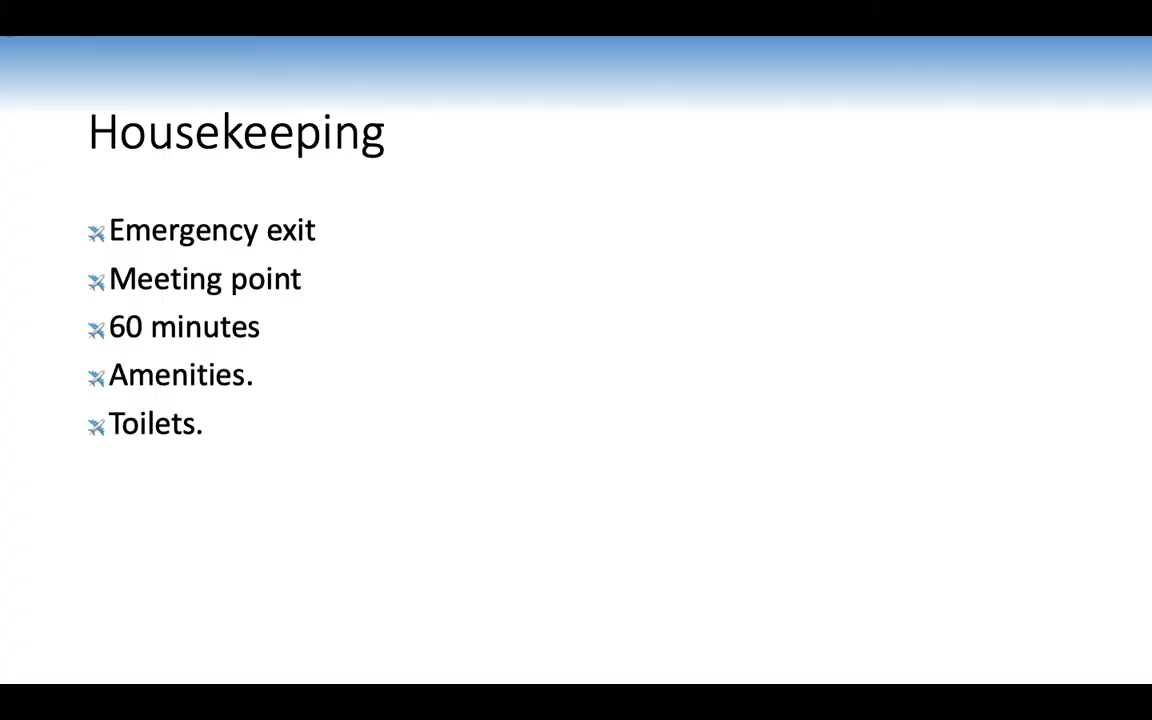 Housekeeping
Emergency exit
Meeting point
60 minutes
Amenities.
Toilets.